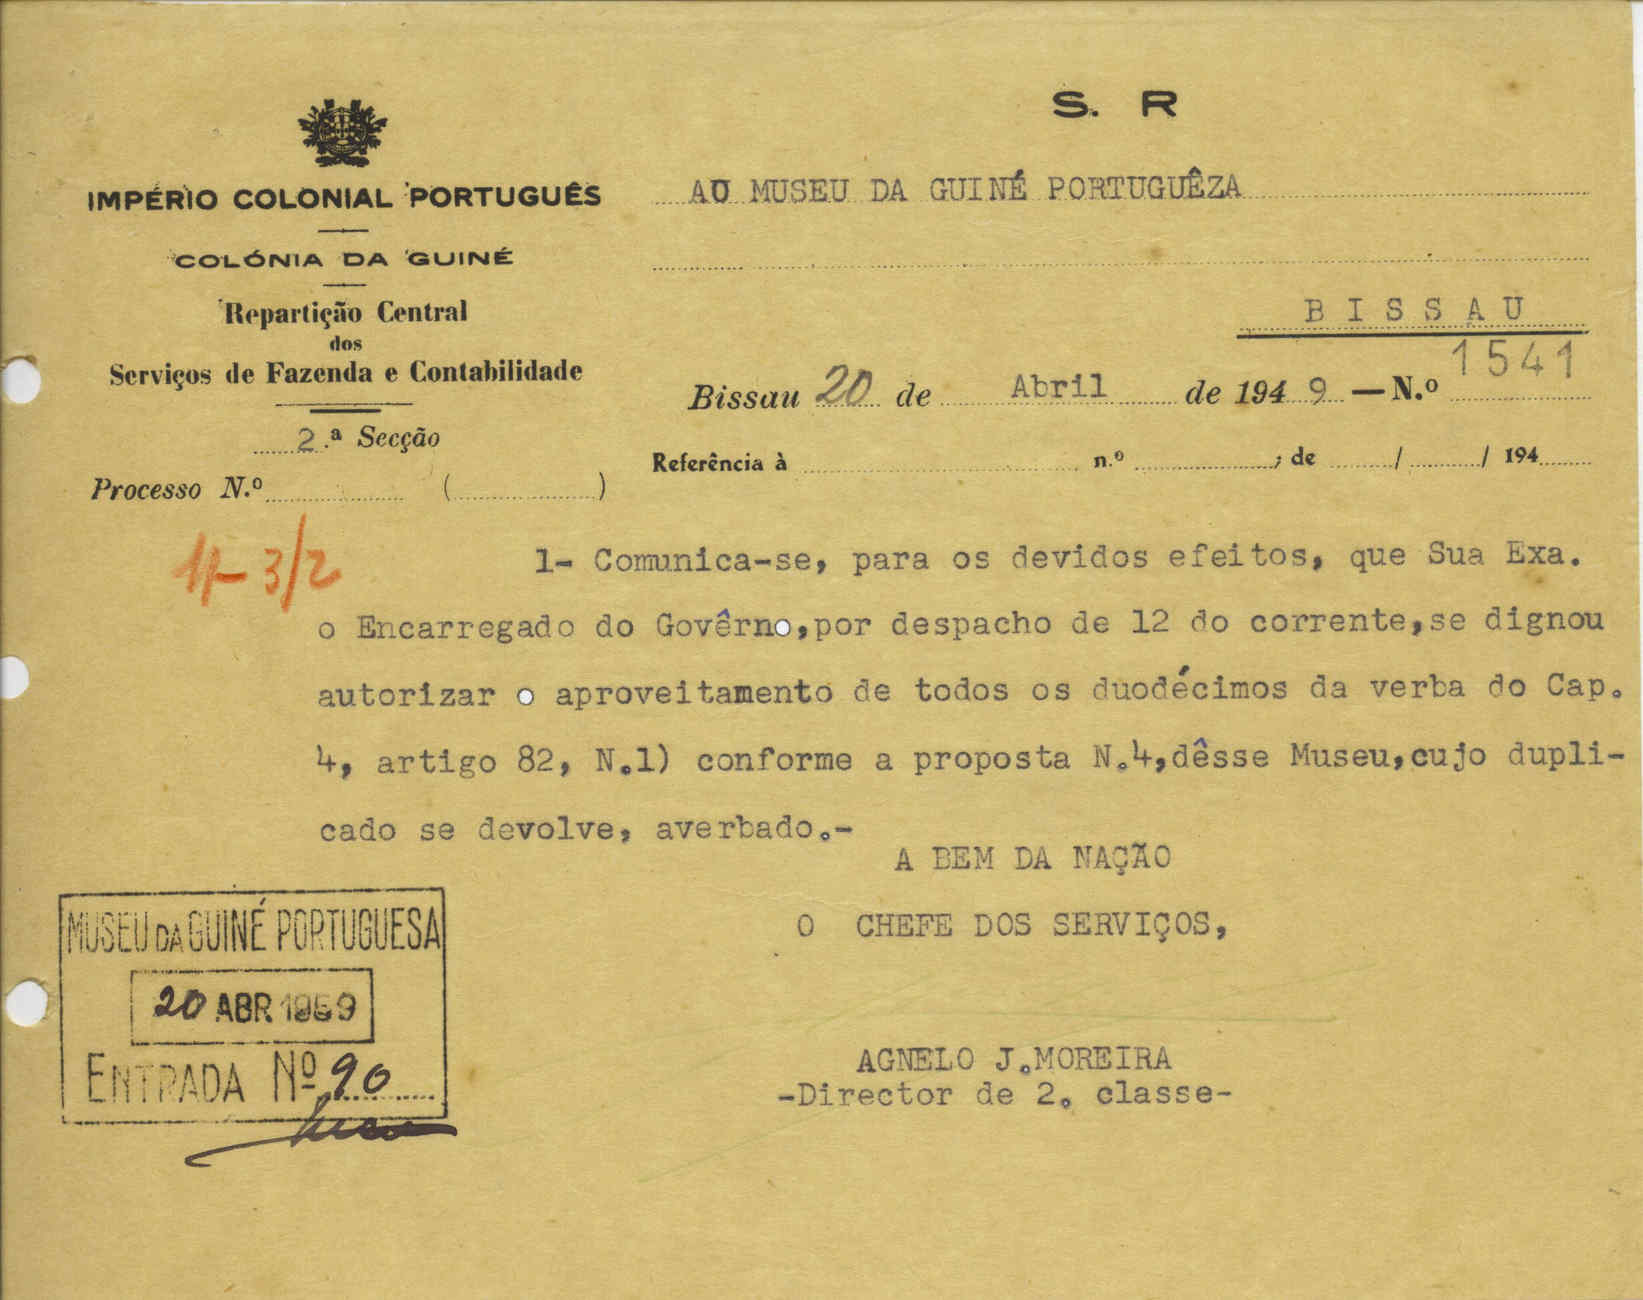 S. R
IMPÉRIO COLONIAL PORTUGUÊS
COLÓNIA DA GUINÉ
Repartição Central
dos
Serviços de Fazenda e Contabilidade
2.ª Secção
Processo N.º ( )
AO MUSEU DA GUINÉ PORTUGUÊZA
BISSAU
1541
Bissau 20 de Abril de 1949 — N.º
Referência à n.º ; de / / 194
3/2
1- Comunica-se, para os devidos efeitos, que Sua Exa.
o Encarregado do Govêrno,por despacho de 12 do corrente,se dignou
autorizar o aproveitamento de todos os duodécimos da verba do Cap.
4, artigo 82, N.1) conforme a proposta N.4,dêsse Museu,cujo dupli-
cado se devolve, averbado.-
A BEM DA NAÇÃO
O CHEFE DOS SERVIÇOS,
AGNELO J.MOREIRA
-Director de 2. classe-
MUSEU DA GUINÉ PORTUGUESA
20 ABR 19
ENTRADA Nº 90